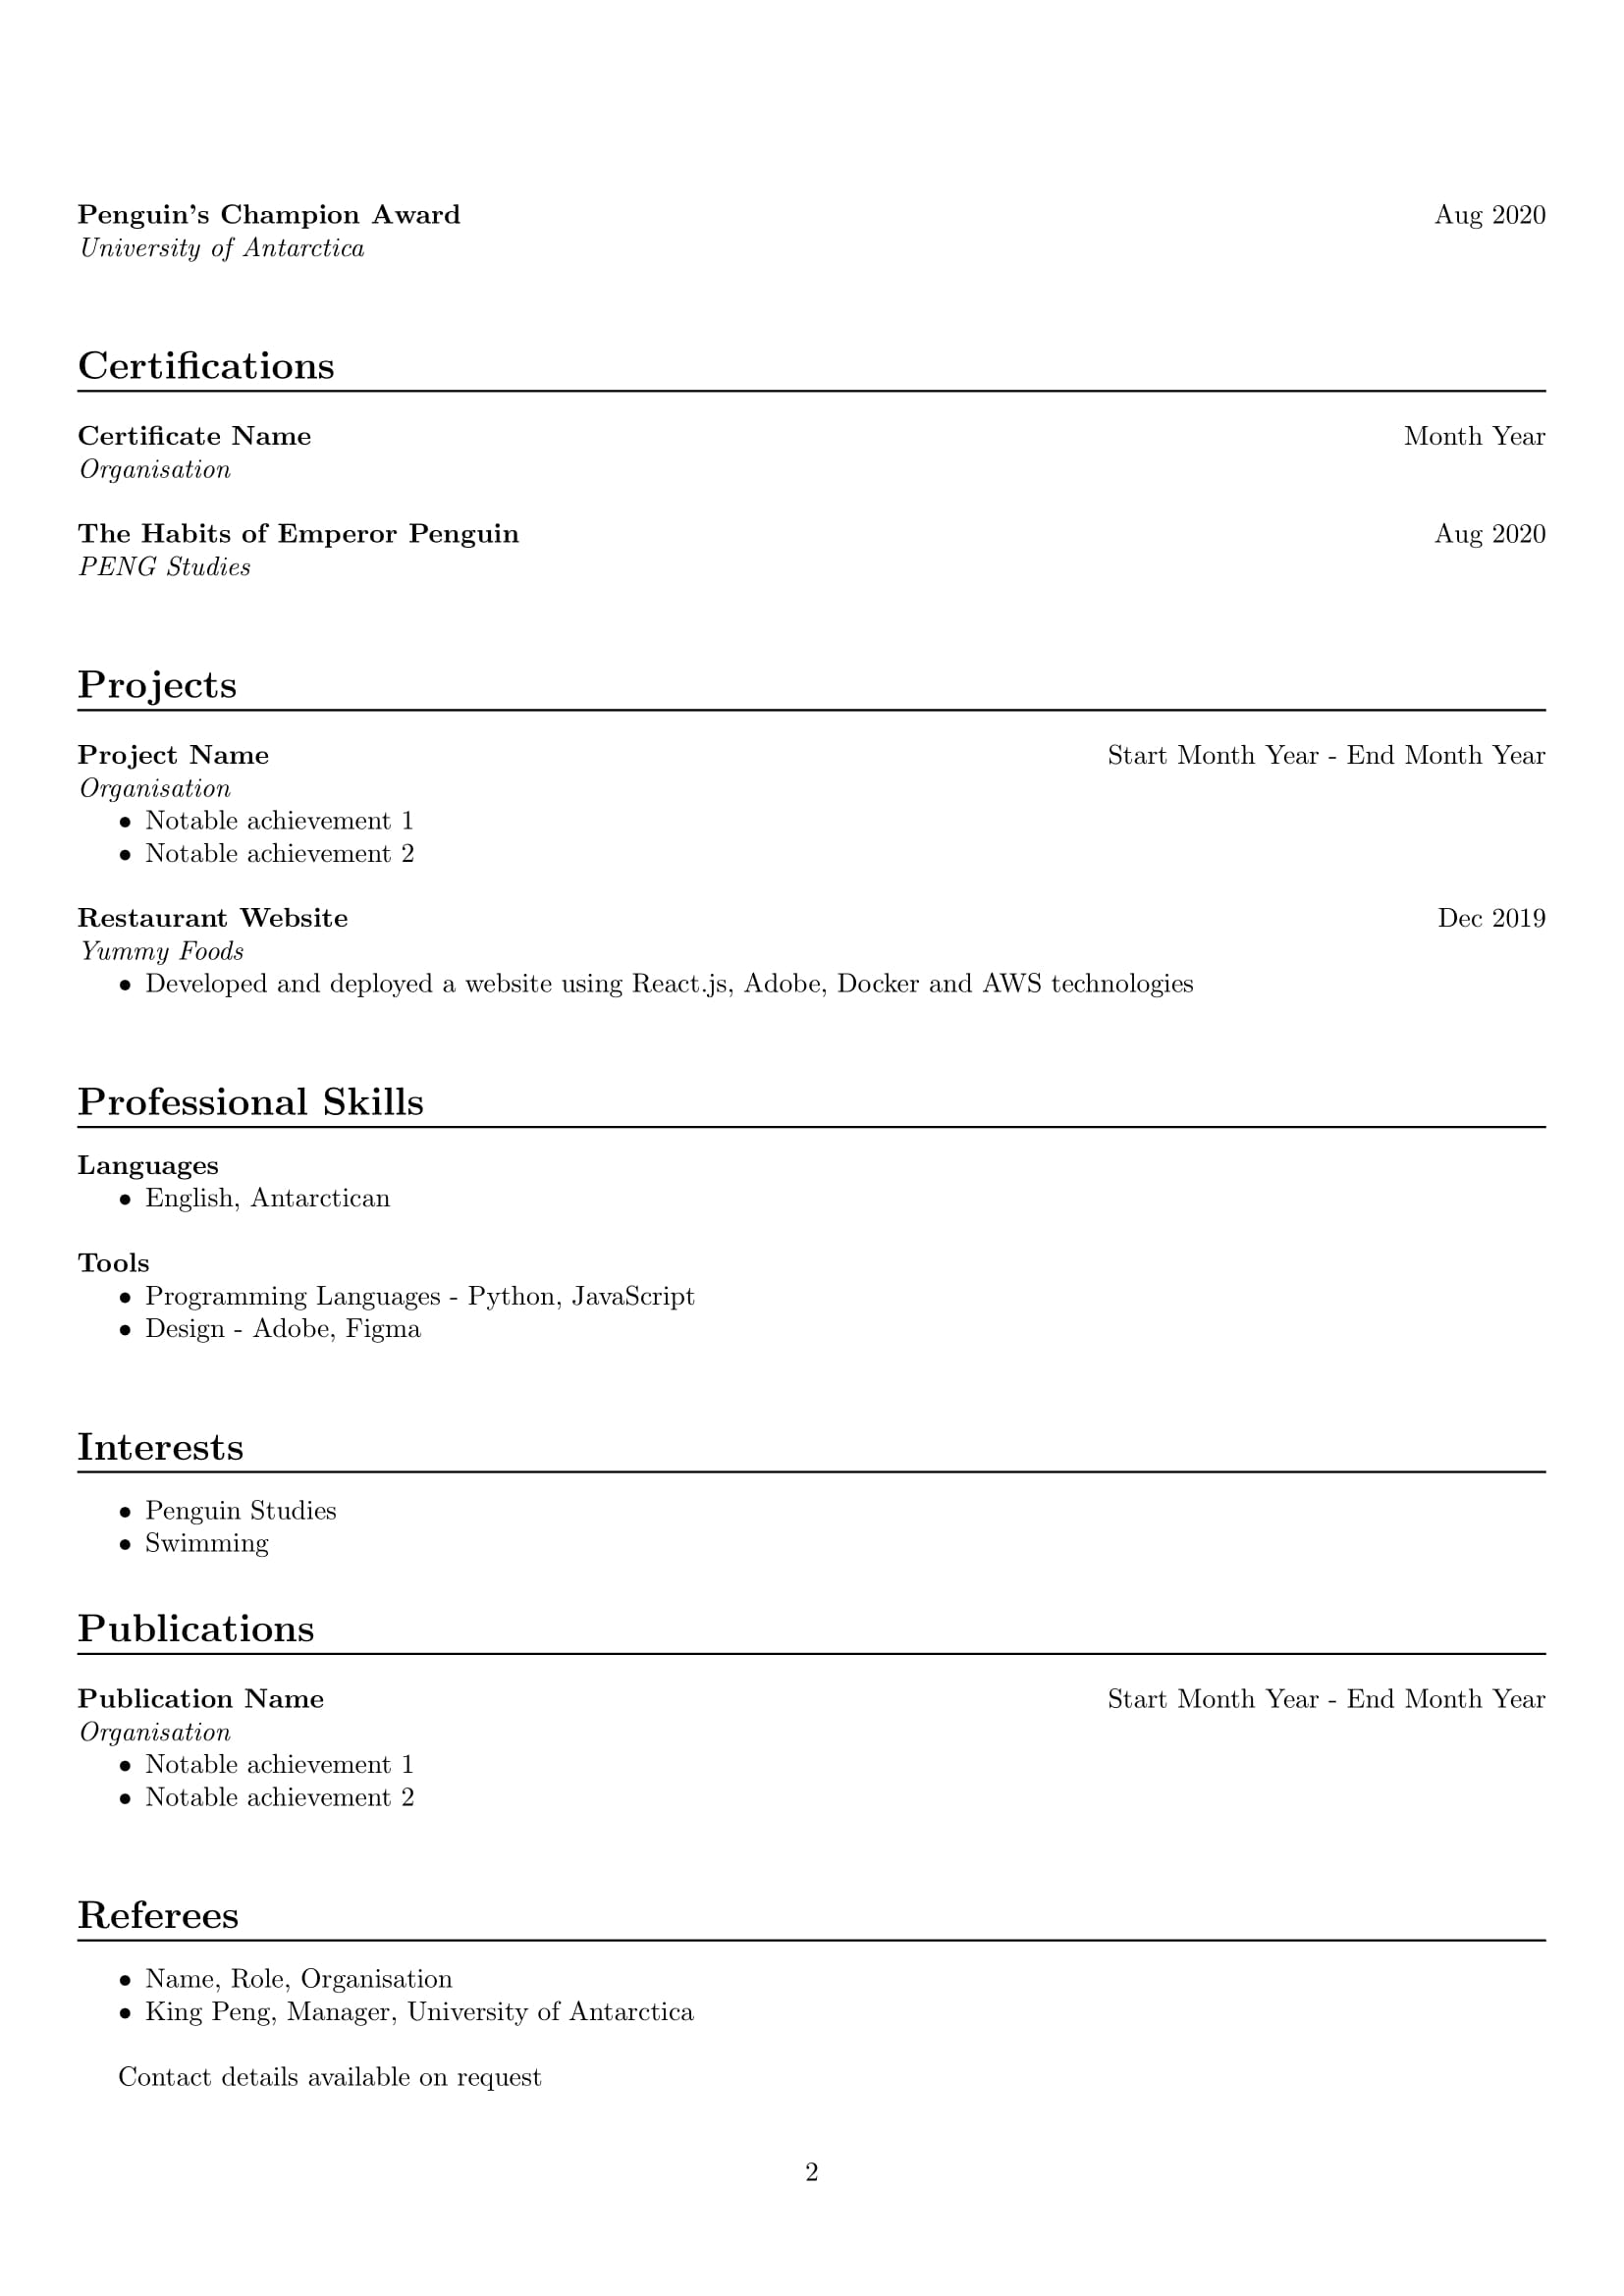 Penguin's Champion Award Aug 2020
University of Antarctica
Certifications
Certificate Name Month Year
Organisation
The Habits of Emperor Penguin Aug 2020
PENG Studies
Projects
Project Name Start Month Year - End Month Year
Organisation
• Notable achievement 1
• Notable achievement 2
Restaurant Website Dec 2019
Yummy Foods
• Developed and deployed a website using React.js, Adobe, Docker and AWS technologies
Professional Skills
Languages
• English, Antarctican
Tools
• Programming Languages - Python, JavaScript
• Design - Adobe, Figma
Interests
• Penguin Studies
• Swimming
Publications
Publication Name Start Month Year - End Month Year
Organisation
• Notable achievement 1
• Notable achievement 2
Referees
• Name, Role, Organisation
• King Peng, Manager, University of Antarctica
Contact details available on request
2